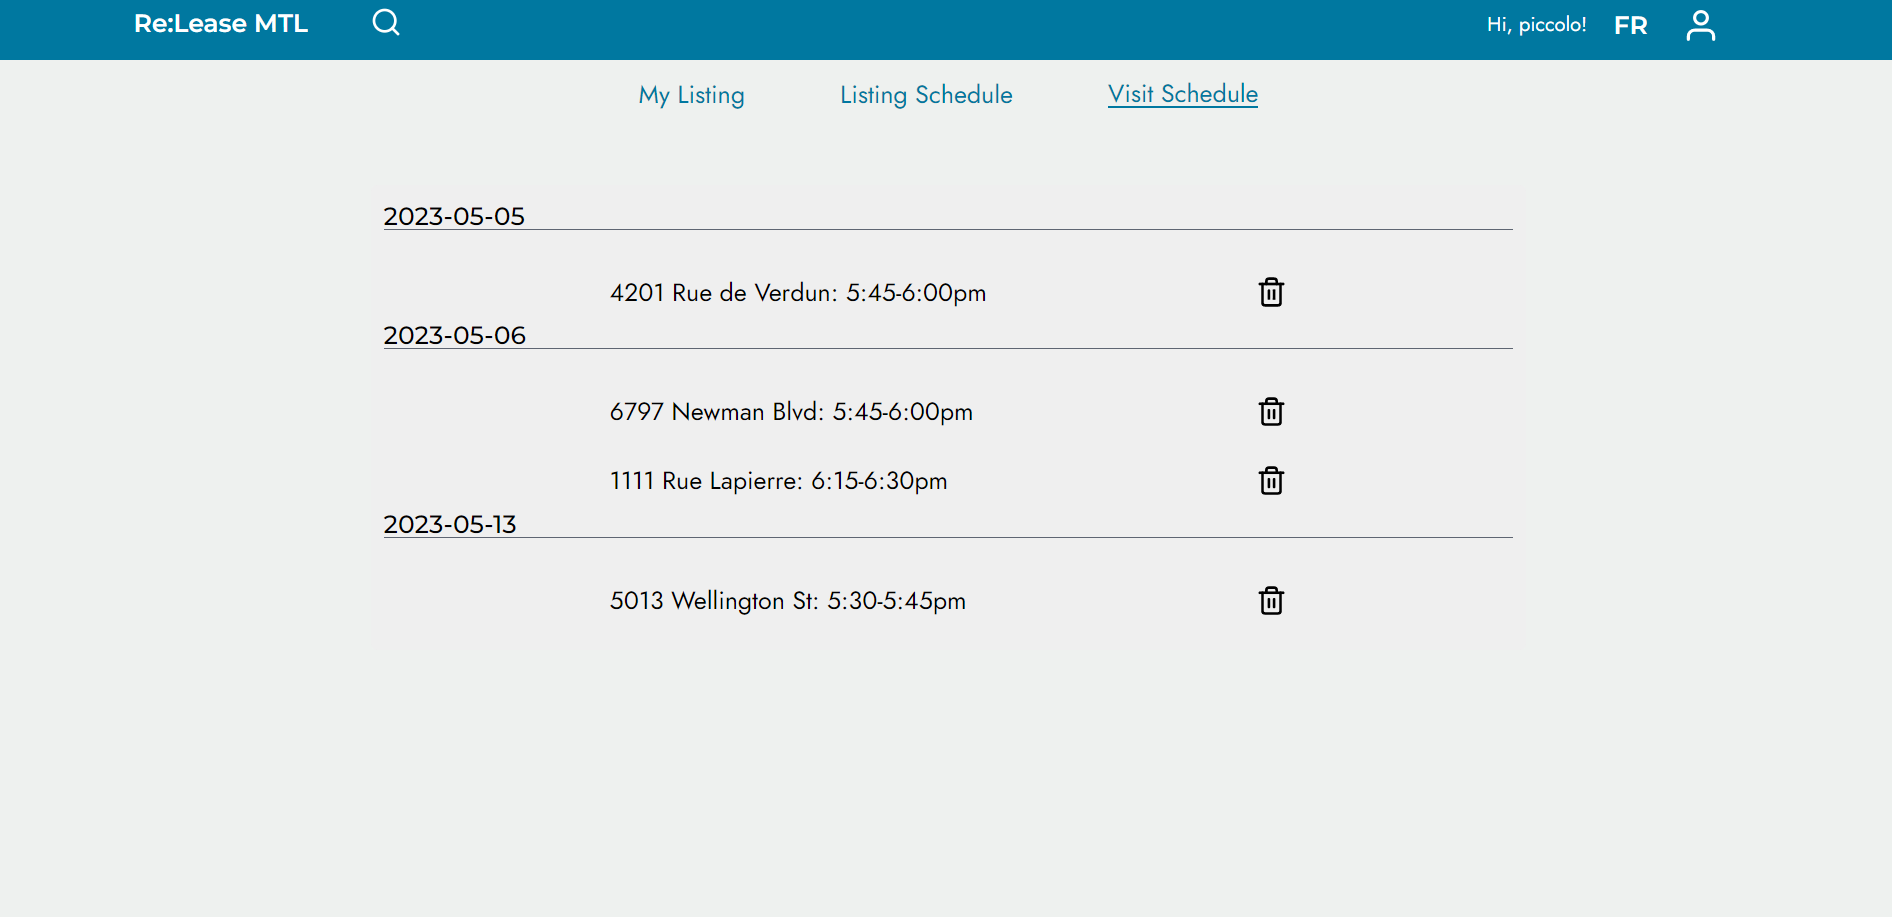 Re:Lease MTL
Hi, piccolo! FR
My Listing Listing Schedule Visit Schedule
2023-05-05
4201 Rue de Verdun: 5:45-6:00pm
2023-05-06
6797 Newman Blvd: 5:45-6:00pm
1111 Rue Lapierre: 6:15-6:30pm
2023-05-13
5013 Wellington St: 5:30-5:45pm